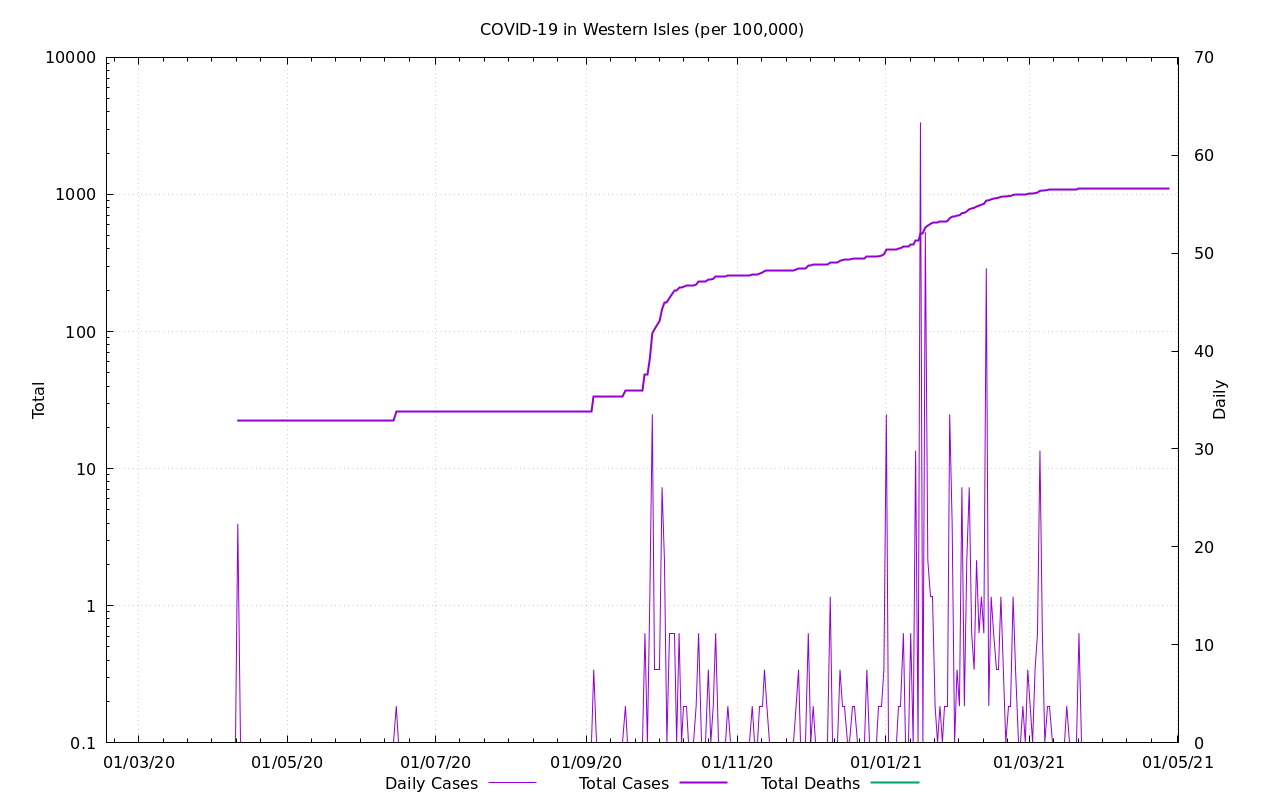 COVID-19 in Western Isles (per 100,000)
10000
1000
100
10
1
0.1
Total
70
60
50
40
30
20
10
0
Daily
01/03/20 01/05/20 01/07/20 01/09/20 01/11/20 01/01/21 01/03/21 01/05/21
Daily Cases Total Cases Total Deaths